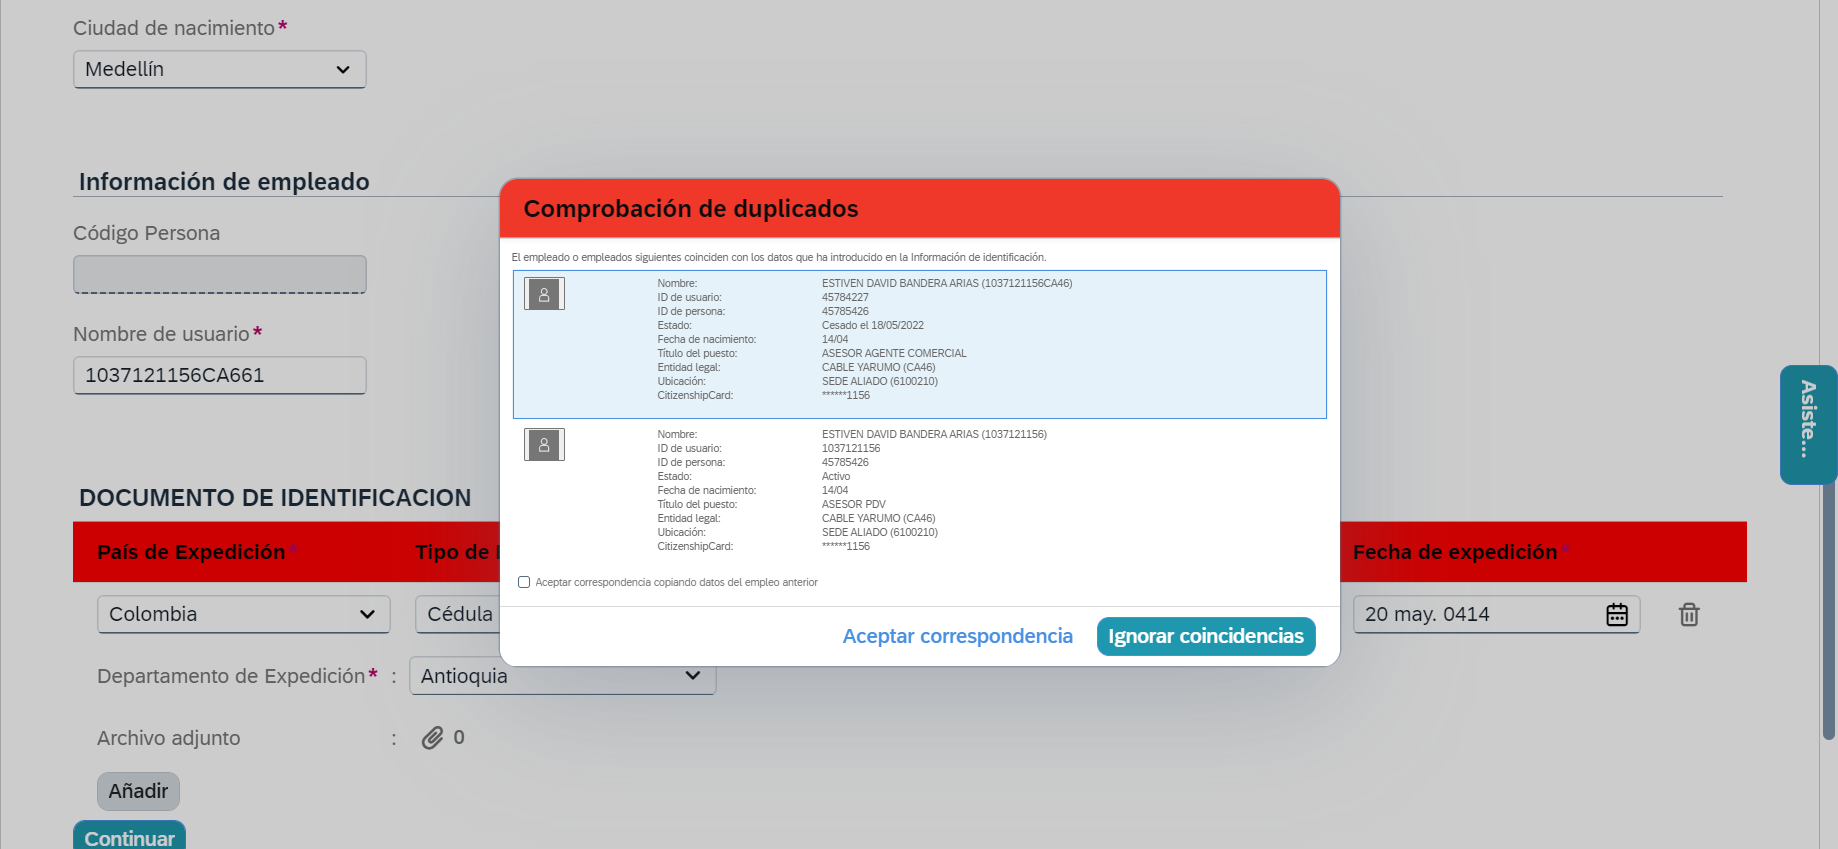 Ciudad de nacimiento*
Medellín
Información de empleado
Código Persona
Nombre de usuario*
1037121156CA661
DOCUMENTO DE IDENTIFICACION
País de Expedición* Tipo de Fecha de expedición*
Colombia Cédula 20 may. 0414
Departamento de Expedición* : Antioquia
Archivo adjunto : 0
Añadir
Continuar
Comprobación de duplicados
El empleado o empleados siguientes coinciden con los datos que ha introducido en la Información de identificación.
Nombre: ESTIVEN DAVID BANDERA ARIAS (1037121156CA46)
ID de usuario: 45784227
ID de persona: 45785426
Estado: Cesado el 18/05/2022
Fecha de nacimiento: 14/04
Título del puesto: ASESOR AGENTE COMERCIAL
Entidad legal: CABLE YARUMO (CA46)
Ubicación: SEDE ALIADO (6100210)
CitizenshipCard: ******1156
Nombre: ESTIVEN DAVID BANDERA ARIAS (1037121156)
ID de usuario: 1037121156
ID de persona: 45785426
Estado: Activo
Fecha de nacimiento: 14/04
Título del puesto: ASESOR PDV
Entidad legal: CABLE YARUMO (CA46)
Ubicación: SEDE ALIADO (6100210)
CitizenshipCard: ******1156
Aceptar correspondencia copiando datos del empleo anterior
Aceptar correspondencia Ignorar coincidencias
Asiste...